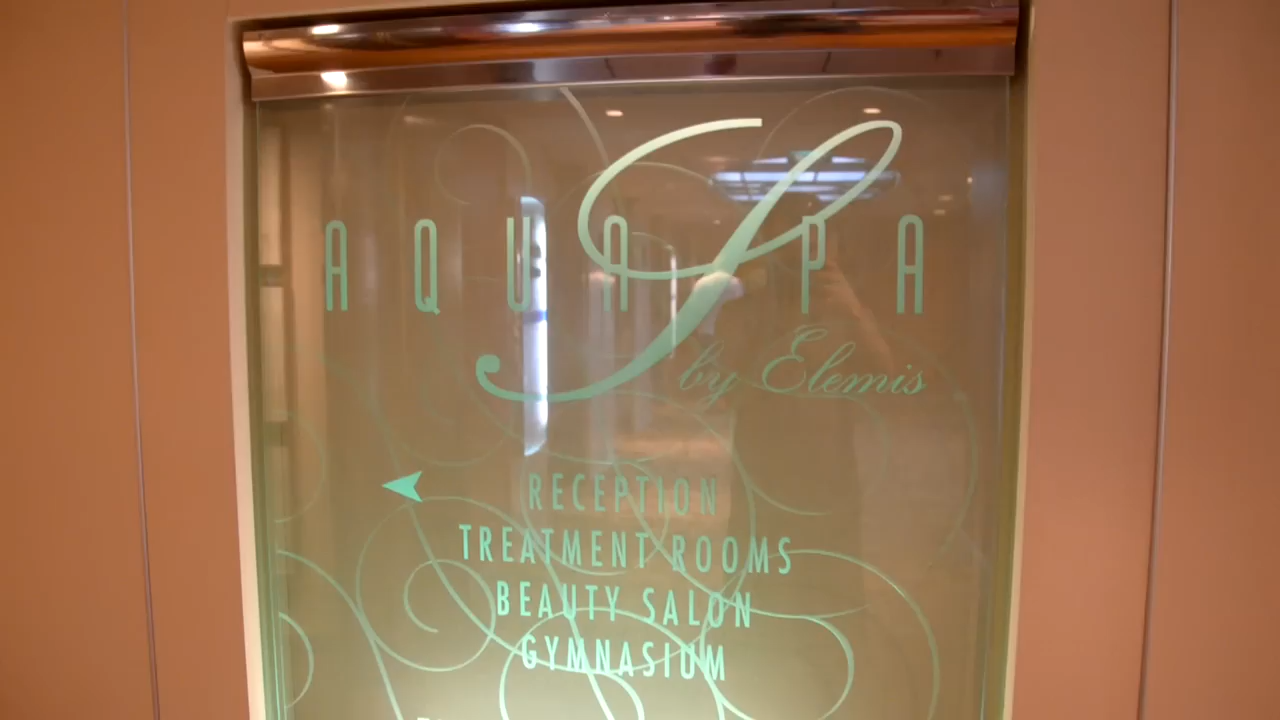 AQUASPA
by Elemis
RECEPTION
TREATMENT ROOMS
BEAUTY SALON
GYMNASIUM